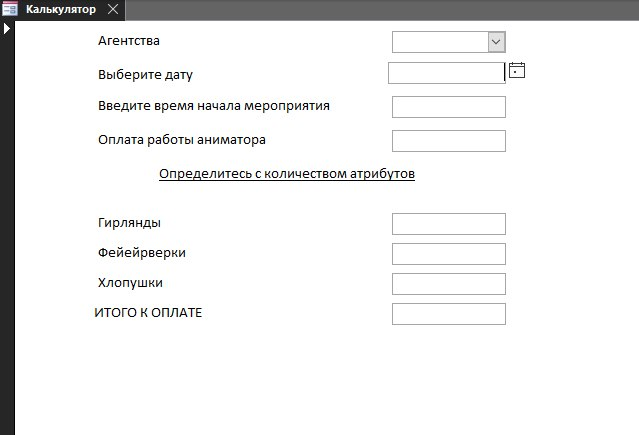 Калькулятор
Агентства
Выберите дату
Введите время начала мероприятия
Оплата работы аниматора
Определитесь с количеством атрибутов
Гирлянды
Фейейрверки
Хлопушки
ИТОГО К ОПЛАТЕ